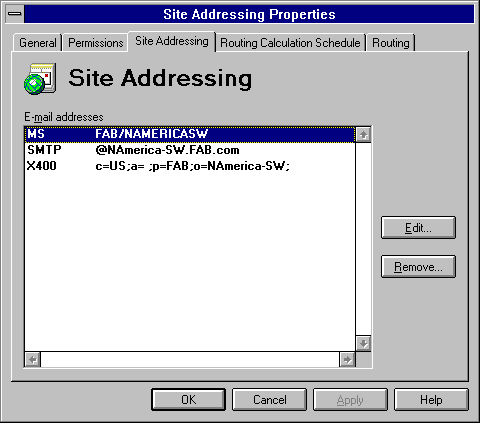 Site Addressing Properties
General Permissions Site Addressing Routing Calculation Schedule Routing
Site Addressing
E-mail addresses
MS FAB/NAMERICASW
SMTP @NAmerica-SW.FAB.com
X400 c=US;a= ;p=FAB;o=NAmerica-SW;
Edit...
Remove...
OK Cancel Apply Help